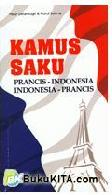 KAMUS
SAKU
PRANCIS - INDONESIA
INDONESIA - PRANCIS
BukuKITA.com